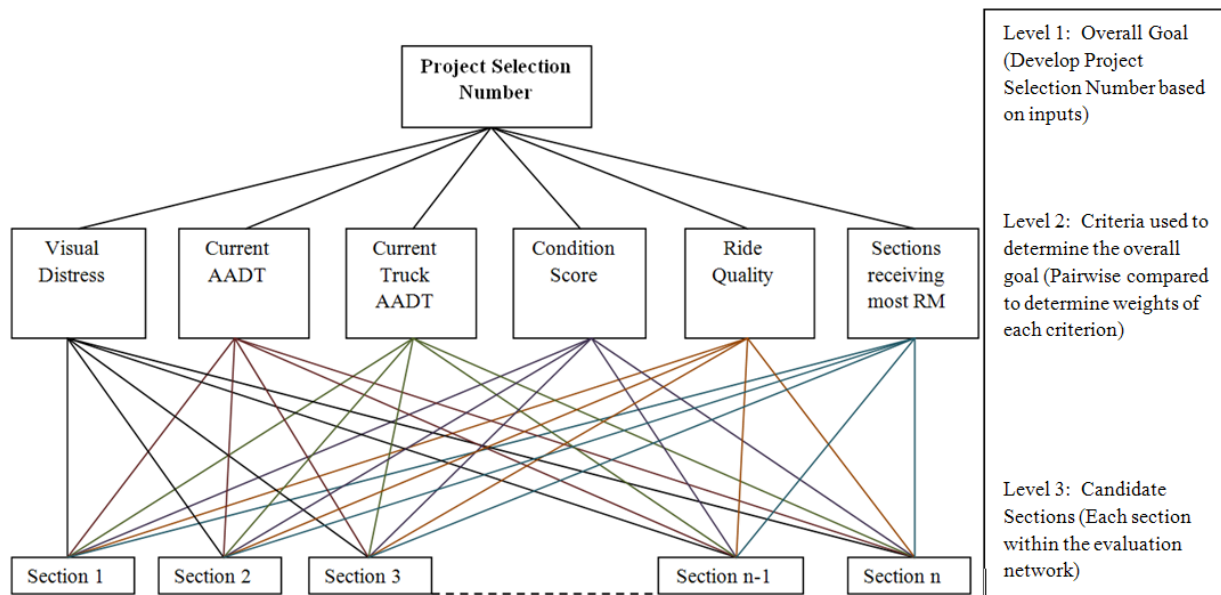 Project Selection
Number
Visual
Distress
Current
AADT
Current
Truck
AADT
Condition
Score
Ride
Quality
Sections
receiving
most RM
Section 1
Section 2
Section 3
Section n-1
Section n
Level 1: Overall Goal
(Develop Project
Selection Number based
on inputs)
Level 2: Criteria used to
determine the overall
goal (Pairwise compared
to determine weights of
each criterion)
Level 3: Candidate
Sections (Each section
within the evaluation
network)